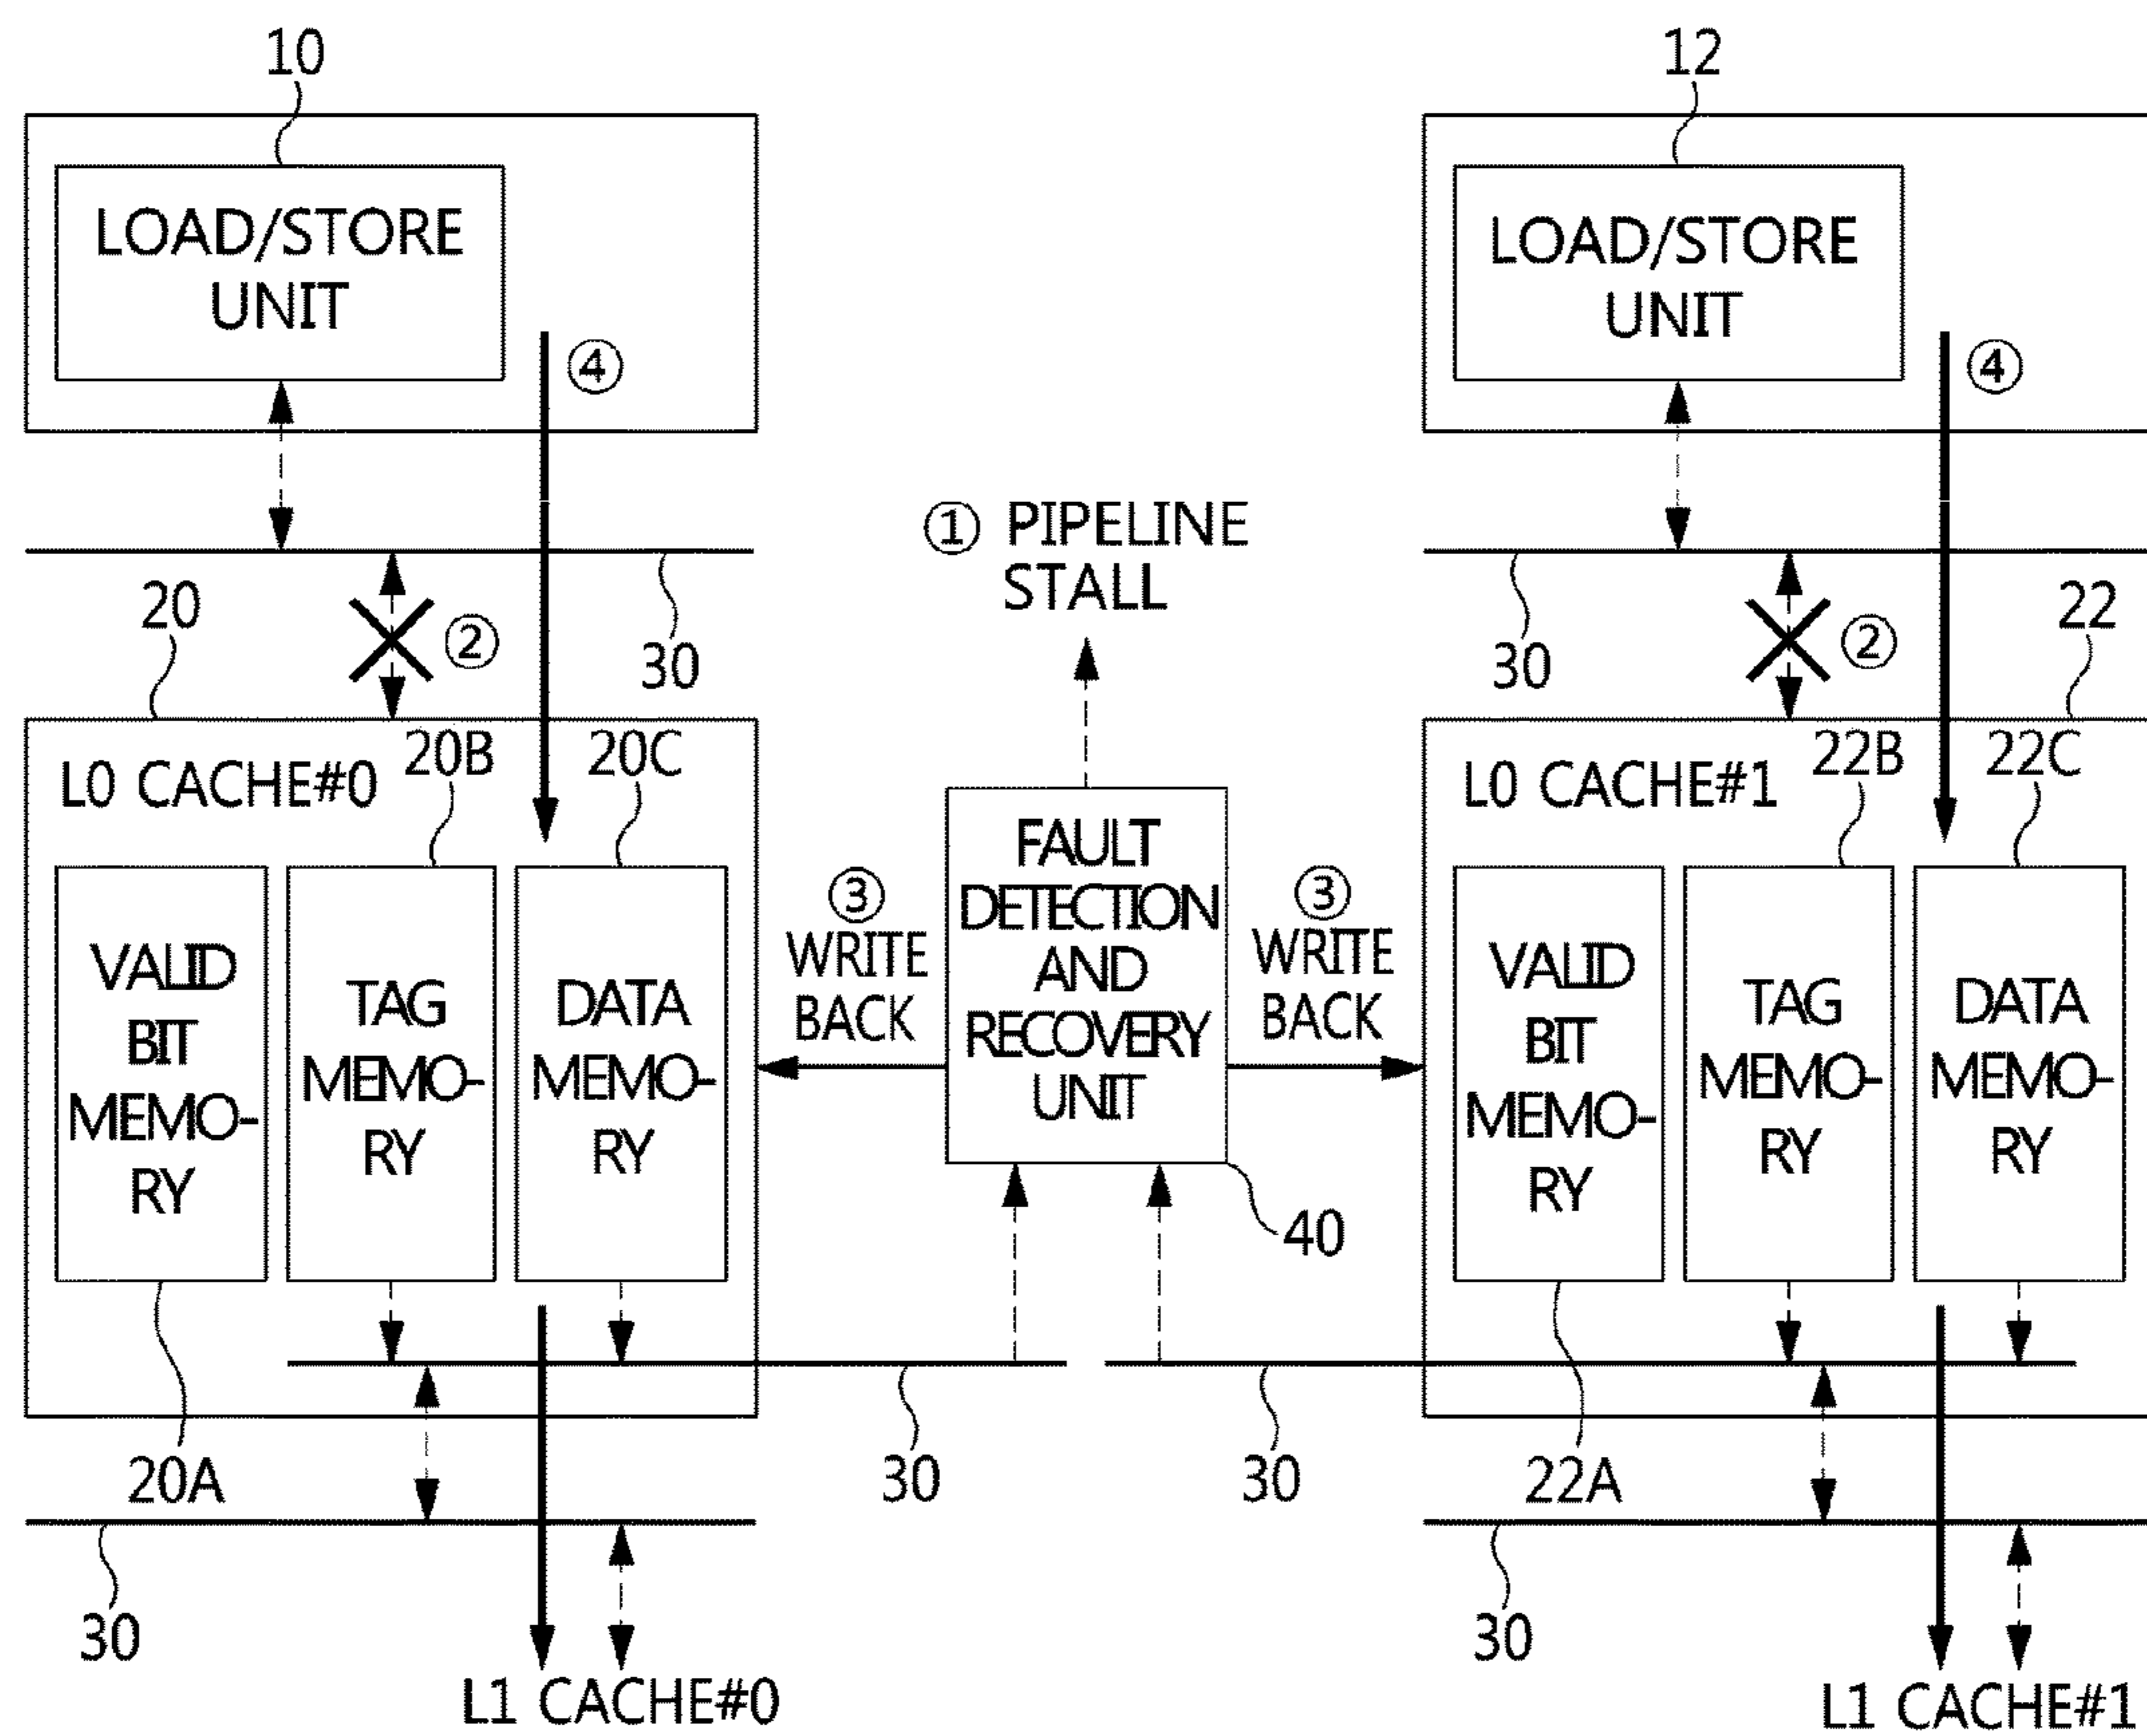 10
12
LOAD/STORE
UNIT
LOAD/STORE
UNIT
④
④
① PIPELINE
STALL
20
②
30
30
②
22
L0 CACHE#0
20B
20C
L0 CACHE#1
22B
22C
VALID
BIT
MEMO-
RY
TAG
MEMO-
RY
DATA
MEMO-
RY
③
WRITE
BACK
FAULT
DETECTION
AND
RECOVERY
UNIT
③
WRITE
BACK
VALID
BIT
MEMO-
RY
TAG
MEMO-
RY
DATA
MEMO-
RY
40
20A
30
30
22A
30
30
L1 CACHE#0
L1 CACHE#1